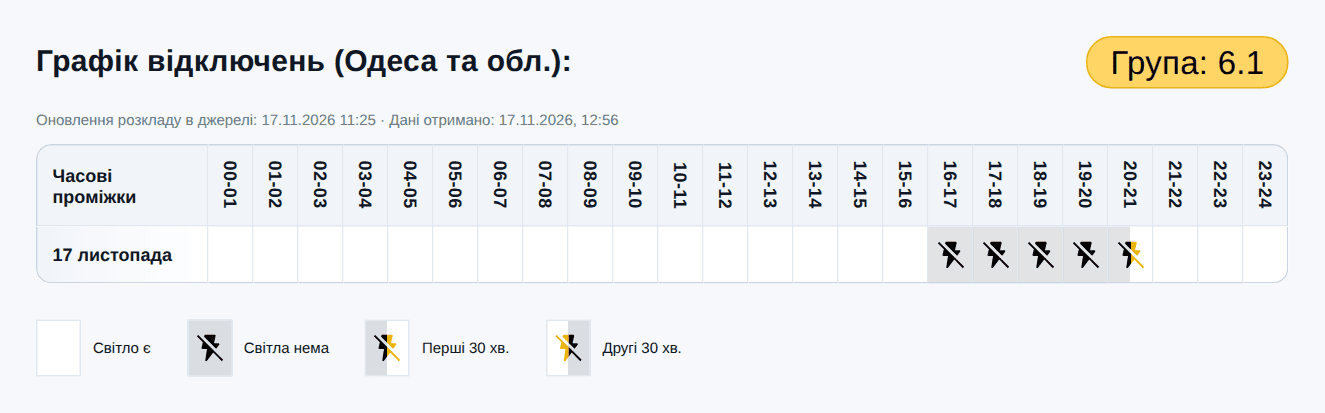 Графік відключень (Одеса та обл.):
Група: 6.1
Оновлення розкладу в джерелі: 17.11.2026 11:25 · Дані отримано: 17.11.2026, 12:56
Часові
проміжки
00-01
01-02
02-03
03-04
04-05
05-06
06-07
07-08
08-09
09-10
10-11
11-12
12-13
13-14
14-15
15-16
16-17
17-18
18-19
19-20
20-21
21-22
22-23
23-24
17 листопада
Світло є
Світла нема
Перші 30 хв.
Другі 30 хв.